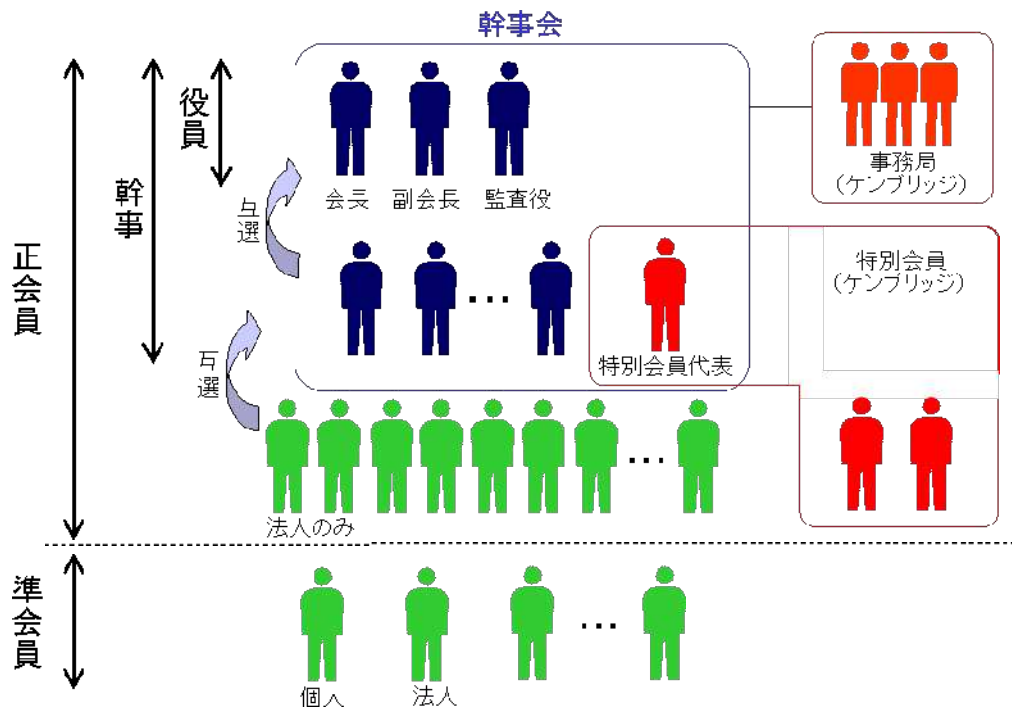 幹事会
役員
幹事
正会員
準会員
会長
副会長
監査役
事務局
(ケンブリッジ)
互選
特別会員
(ケンブリッジ)
特別会員代表
互選
...
...
法人のみ
...
個人
法人